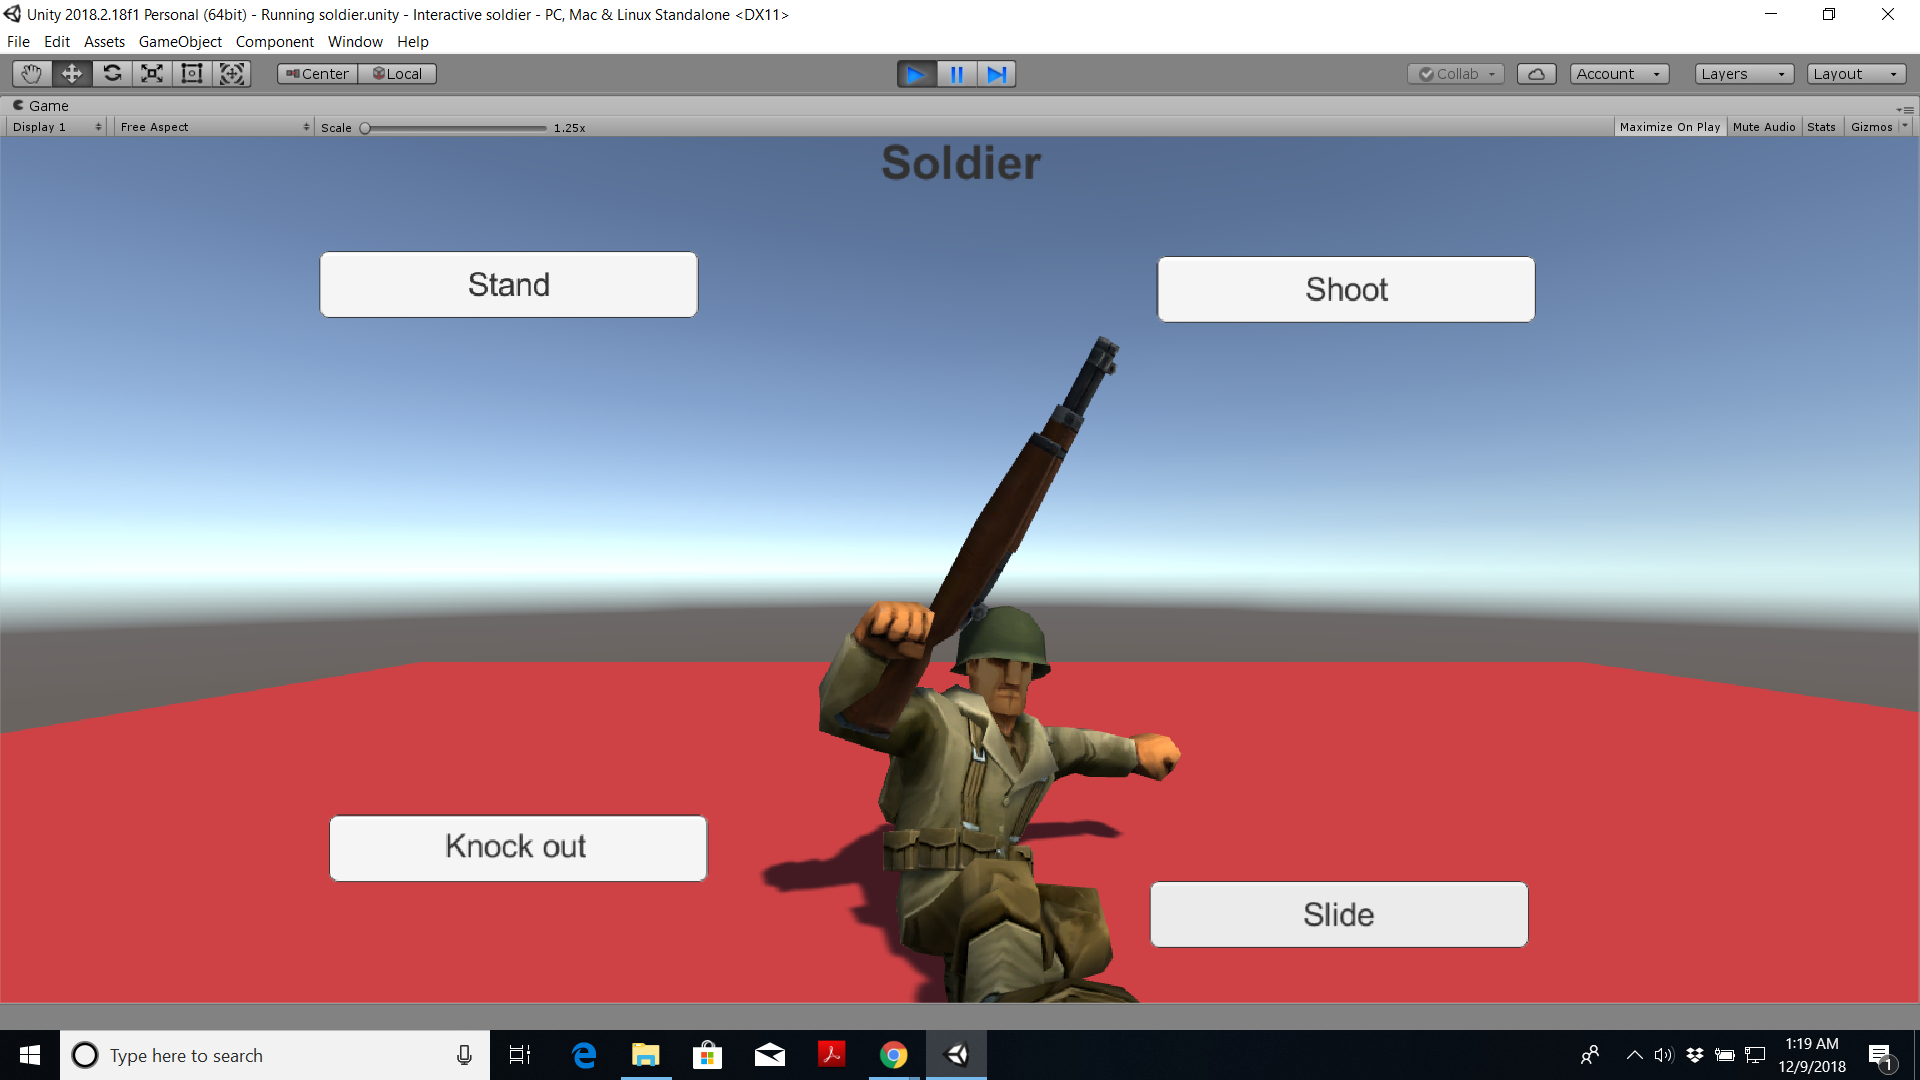 Unity 2018.2.18f1 Personal (64bit) - Running soldier.unity - Interactive soldier - PC, Mac & Linux Standalone <DX11>
File Edit Assets GameObject Component Window Help
Center Local Collab Account Layers Layout
Game
Display 1 Free Aspect Scale 1.25x Maximize On Play Mute Audio Stats Gizmos
Soldier
Stand
Shoot
Knock out
Slide
Type here to search
1:19 AM
12/9/2018
1